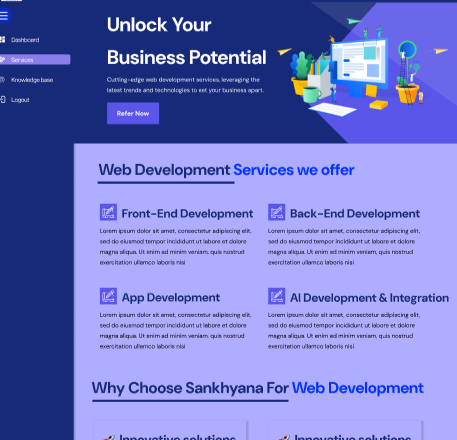 Unlock Your
Business Potential
Cutting-edge web development services, leveraging the
latest trends and technologies to set your business apart.
Refer Now
Dashboard
Services
Knowledge base
Logout
Web Development Services we offer
Front-End Development
Lorem ipsum dolor sit amet, consectetur adipiscing elit,
sed do eiusmod tempor incididunt ut labore et dolore
magna aliqua. Ut enim ad minim veniam, quis nostrud
exercitation ullamco laboris nisi
Back-End Development
Lorem ipsum dolor sit amet, consectetur adipiscing elit,
sed do eiusmod tempor incididunt ut labore et dolore
magna aliqua. Ut enim ad minim veniam, quis nostrud
exercitation ullamco laboris nisi
App Development
Lorem ipsum dolor sit amet, consectetur adipiscing elit,
sed do eiusmod tempor incididunt ut labore et dolore
magna aliqua. Ut enim ad minim veniam, quis nostrud
exercitation ullamco laboris nisi
AI Development & Integration
Lorem ipsum dolor sit amet, consectetur adipiscing elit,
sed do eiusmod tempor incididunt ut labore et dolore
magna aliqua. Ut enim ad minim veniam, quis nostrud
exercitation ullamco laboris nisi
Why Choose Sankhyana For Web Development
Innovative solutions
Innovative solutions